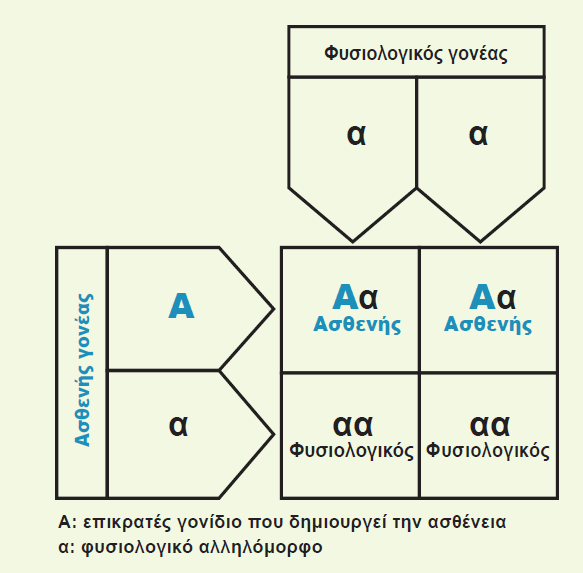 Φυσιολογικός γονέας
α α
Ασθενής γονέας
Α Αα Αα
Ασθενής Ασθενής
α αα αα
Φυσιολογικός Φυσιολογικός
Α: επικρατές γονίδιο που δημιουργεί την ασθένεια
α: φυσιολογικό αλληλόμορφο